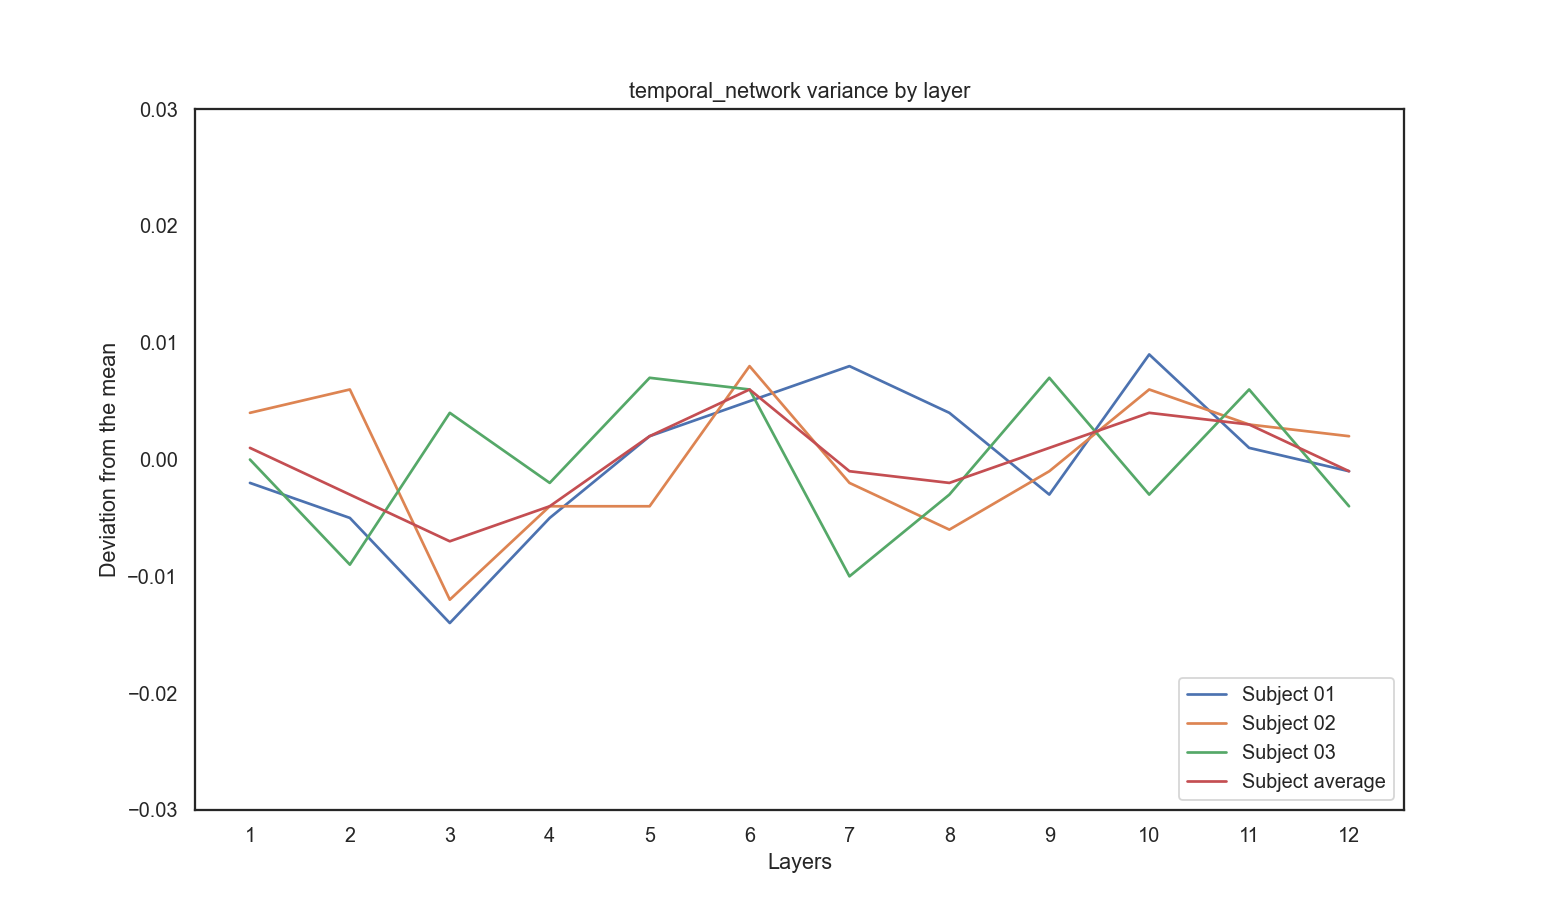 temporal_network variance by layer
Deviation from the mean
0.03
0.02
0.01
0.00
−0.01
−0.02
−0.03
1 2 3 4 5 6 7 8 9 10 11 12
Layers
Subject 01
Subject 02
Subject 03
Subject average